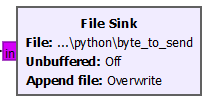 File Sink
in
File: ...\python\byte_to_send
Unbuffered: Off
Append file: Overwrite